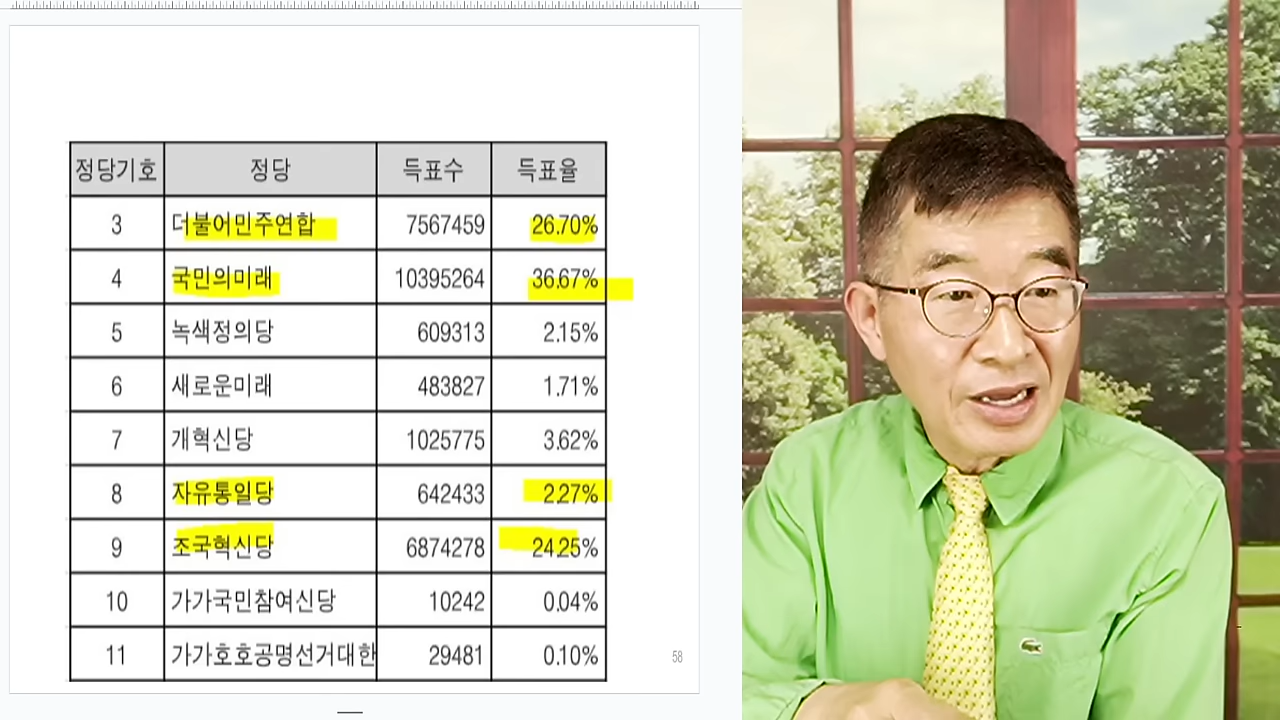 정당기호 정당 득표수 득표율
3 더불어민주연합 7567459 26.70%
4 국민의미래 10395264 36.67%
5 녹색정의당 609313 2.15%
6 새로운미래 483827 1.71%
7 개혁신당 1025775 3.62%
8 자유통일당 642433 2.27%
9 조국혁신당 6874278 24.25%
10 가가국민참여신당 10242 0.04%
11 가가호호공명선거대한 29481 0.10%
58